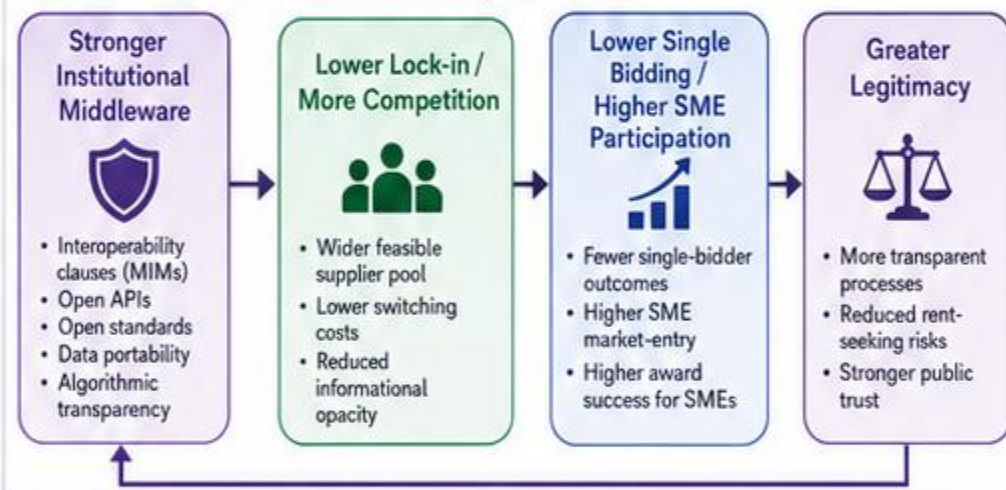 Stronger
Institutional
Middleware
• Interoperability
clauses (MIMs)
• Open APIs
• Open standards
• Data portability
• Algorithmic
transparency
Lower Lock-in /
More Competition
• Wider feasible
supplier pool
• Lower switching
costs
• Reduced
informational
opacity
Lower Single
Bidding /
Higher SME
Participation
• Fewer single-bidder
outcomes
• Higher SME
market-entry
• Higher award
success for SMEs
Greater
Legitimacy
• More transparent
processes
• Reduced rent-
seeking risks
• Stronger public
trust